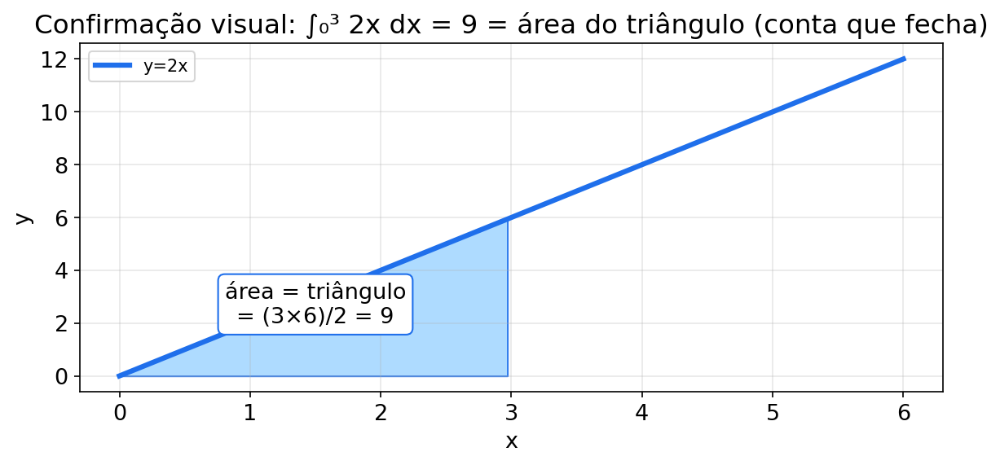 Confirmação visual: ∫₀³ 2x dx = 9 = área do triângulo (conta que fecha)
y=2x
12
10
8
6
4
2
0
y
área = triângulo
= (3×6)/2 = 9
0 1 2 3 4 5 6
x